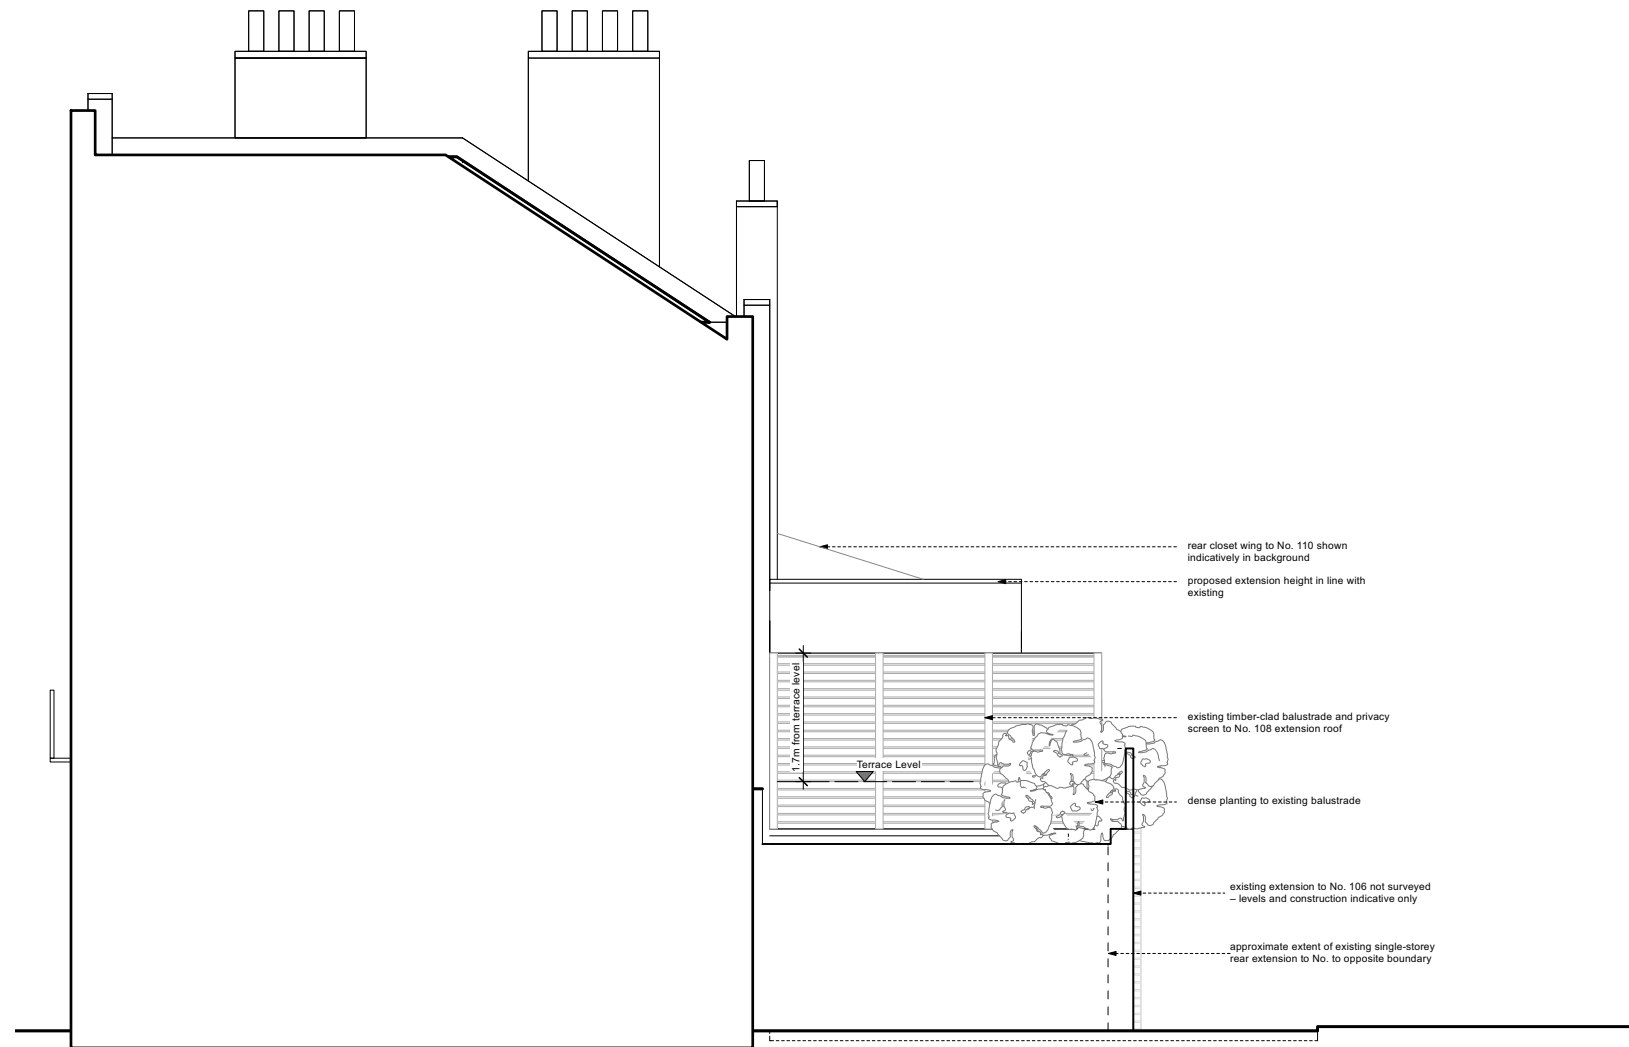 rear closet wing to No. 110 shown
indicatively in background
proposed extension height in line with
existing
1.7m from terrace level
existing timber-clad balustrade and privacy
screen to No. 108 extension roof
Terrace Level
dense planting to existing balustrade
existing extension to No. 106 not surveyed
– levels and construction indicative only
approximate extent of existing single-storey
rear extension to No. to opposite boundary